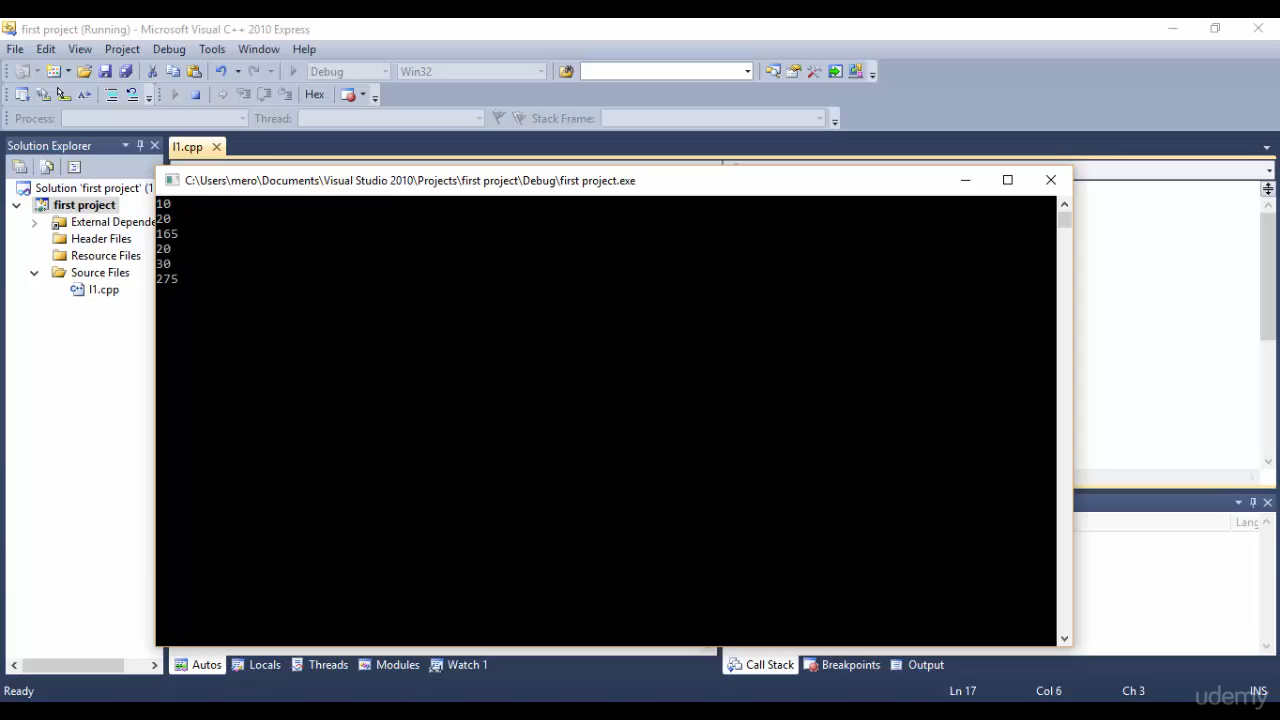 first project (Running) - Microsoft Visual C++ 2010 Express
File Edit View Project Debug Tools Window Help
Debug Win32
Hex
Process: Thread: Stack Frame:
Solution Explorer
l1.cpp
Solution 'first project' (1
first project
External Depende
Header Files
Resource Files
Source Files
l1.cpp
C:\Users\mero\Documents\Visual Studio 2010\Projects\first project\Debug\first project.exe
10
20
165
20
30
275
Lang
Autos Locals Threads Modules Watch 1
Call Stack Breakpoints Output
Ready Ln 17 Col 6 Ch 3 INS
udemy